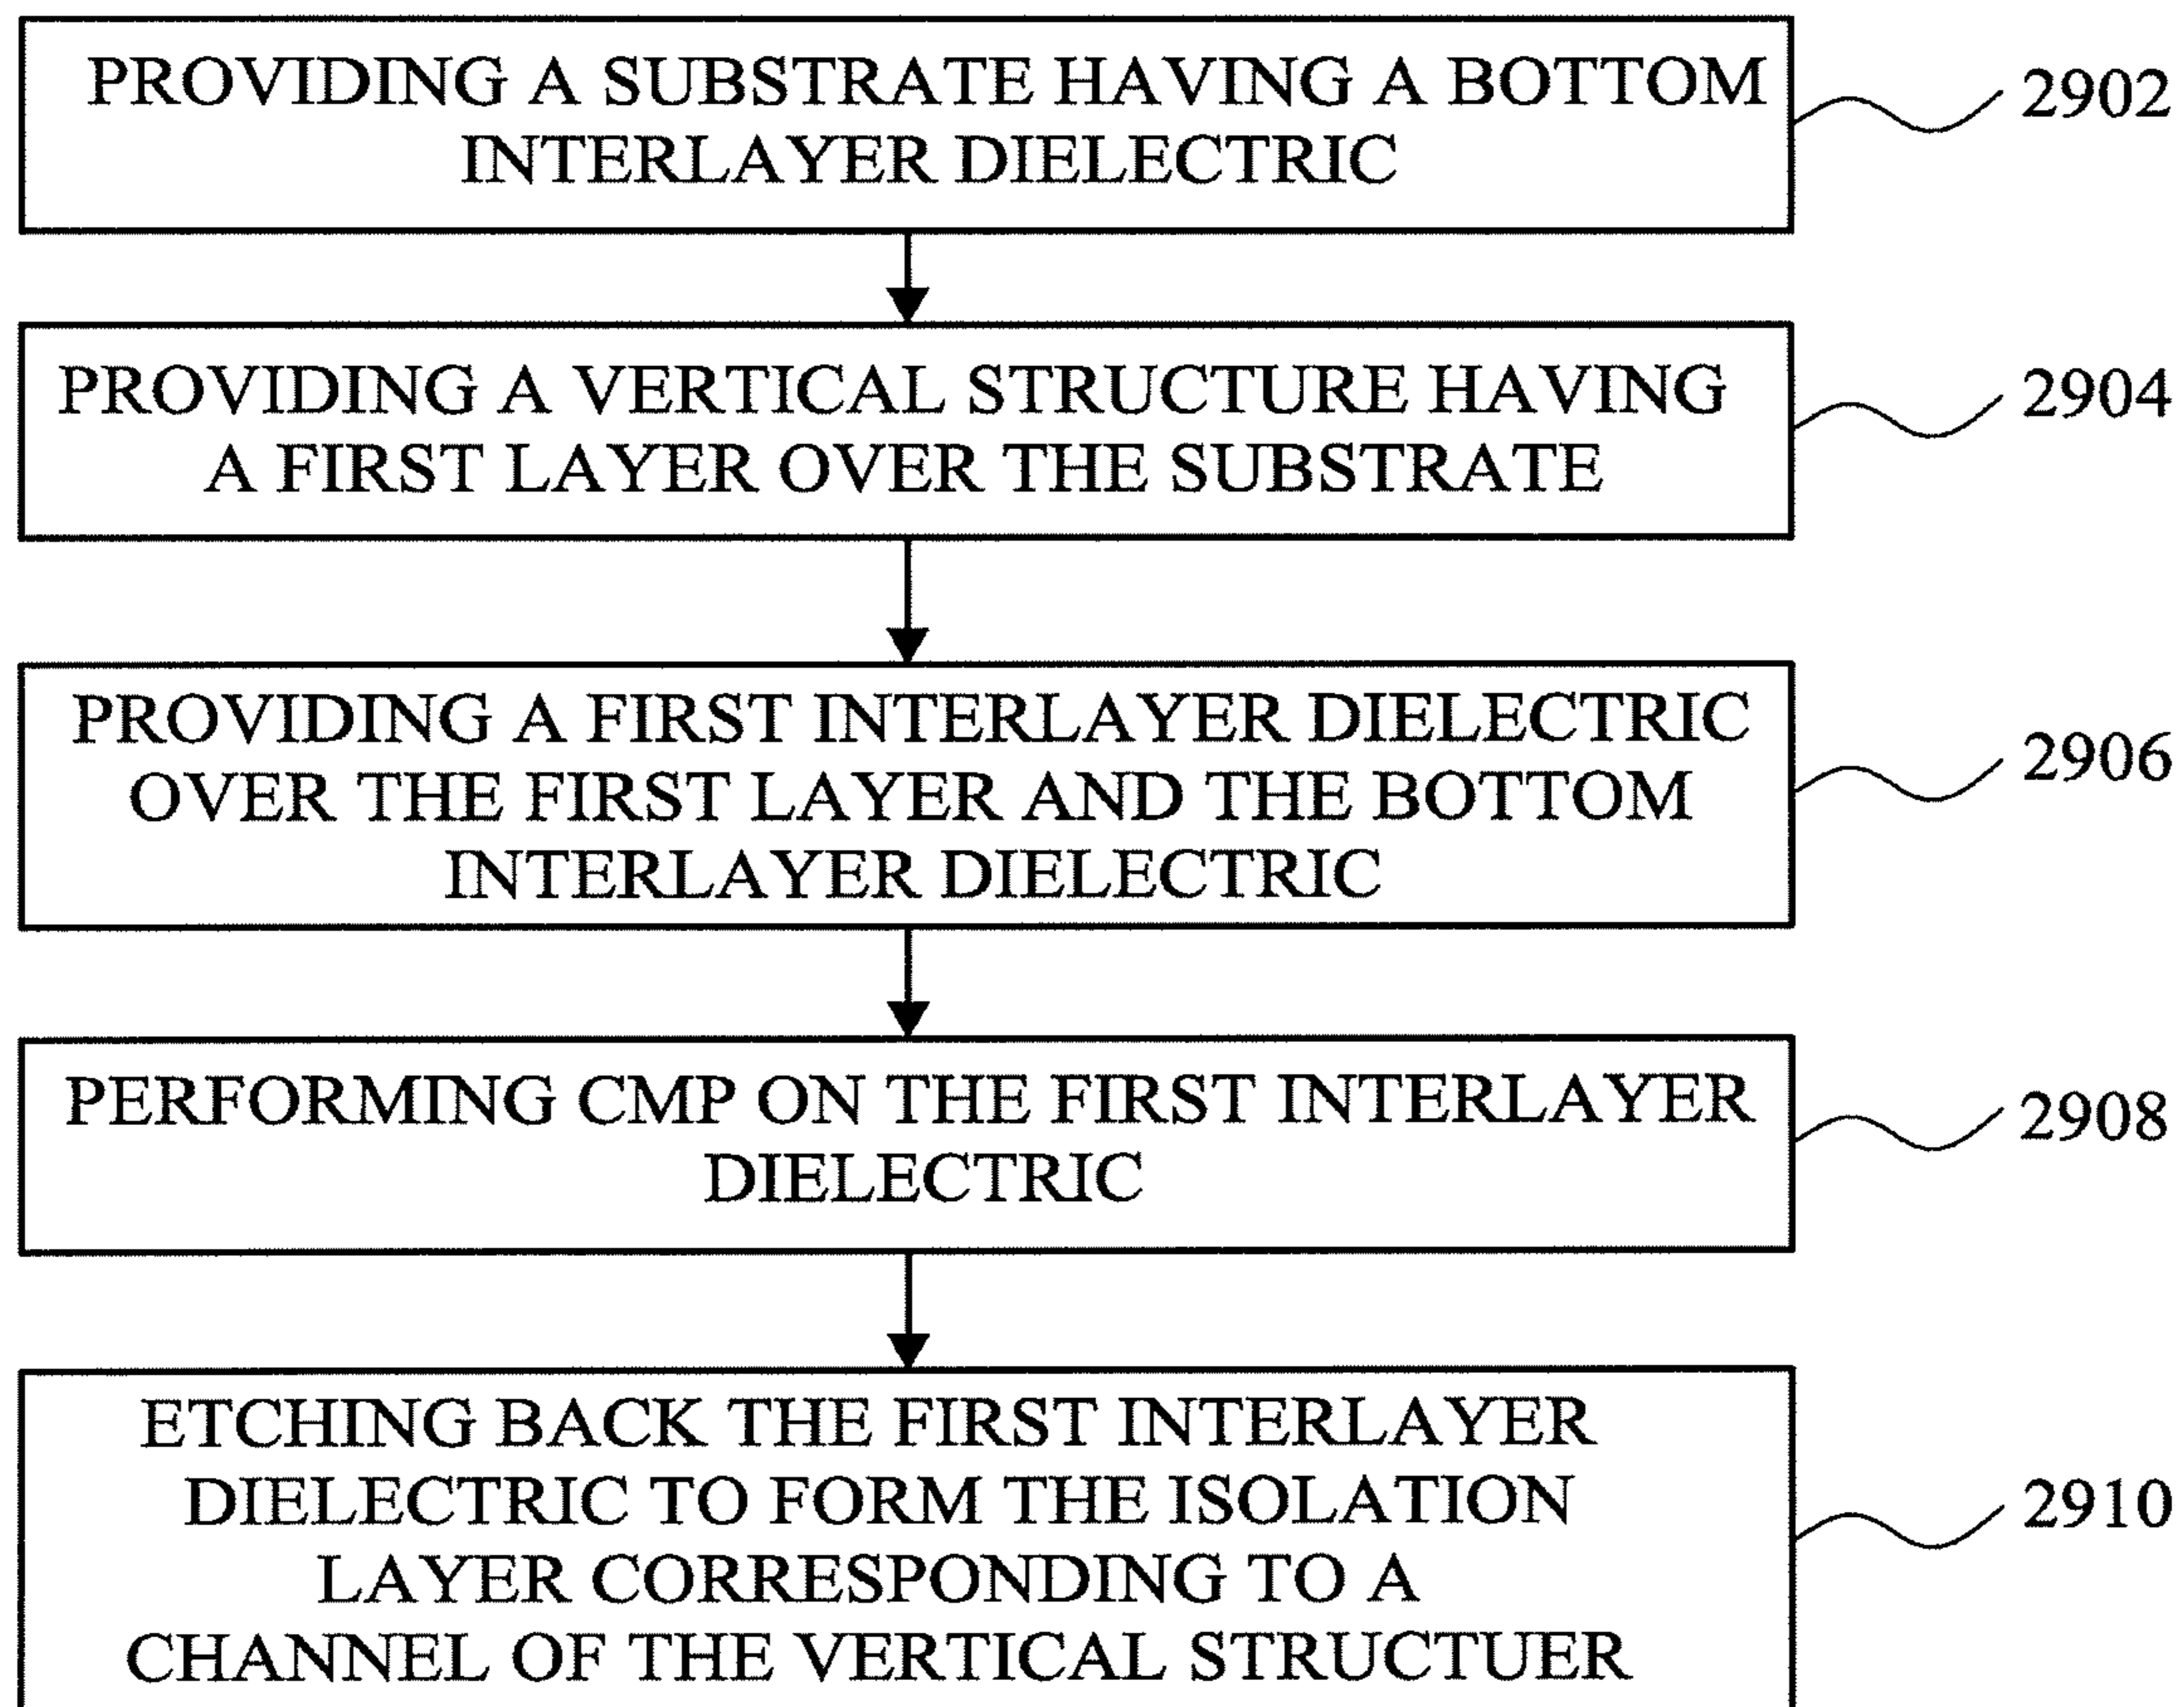 PROVIDING A SUBSTRATE HAVING A BOTTOM
INTERLAYER DIELECTRIC
2902
PROVIDING A VERTICAL STRUCTURE HAVING
A FIRST LAYER OVER THE SUBSTRATE
2904
PROVIDING A FIRST INTERLAYER DIELECTRIC
OVER THE FIRST LAYER AND THE BOTTOM
INTERLAYER DIELECTRIC
2906
PERFORMING CMP ON THE FIRST INTERLAYER
DIELECTRIC
2908
ETCHING BACK THE FIRST INTERLAYER
DIELECTRIC TO FORM THE ISOLATION
LAYER CORRESPONDING TO A
CHANNEL OF THE VERTICAL STRUCTUER
2910